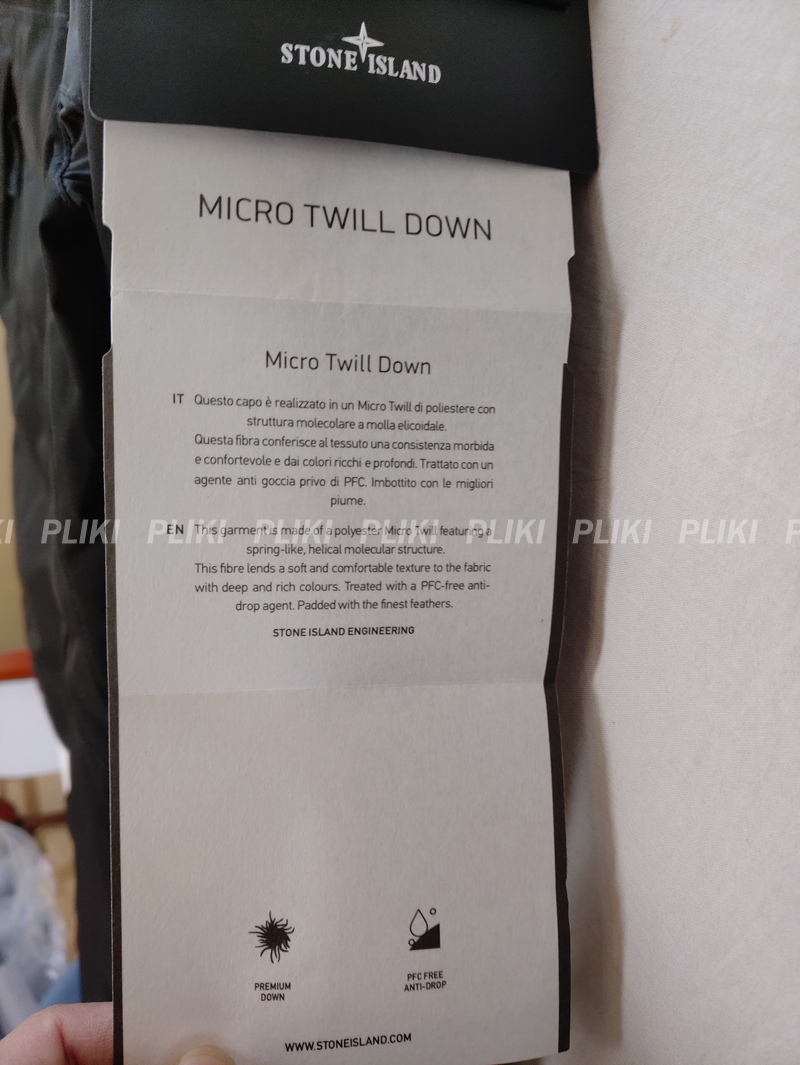 STONE ISLAND
MICRO TWILL DOWN
Micro Twill Down
IT Questo capo è realizzato in un Micro Twill di poliestere con
struttura molecolare a molla elicoidale.
Questa fibra conferisce al tessuto una consistenza morbida
e confortevole e dai colori ricchi e profondi. Trattato con un
agente anti goccia privo di PFC. Imbottito con le migliori
piume.
EN This garment is made of a polyester Micro Twill featuring a
KI PLIKI PLIKI PLIKI PLIKI PLIKI PLIKI PLIKI P
spring-like, helical molecular structure.
This fibre lends a soft and comfortable texture to the fabric
with deep and rich colours. Treated with a PFC-free anti-
drop agent. Padded with the finest feathers.
STONE ISLAND ENGINEERING
PREMIUM
DOWN
PFC FREE
ANTI-DROP
WWW.STONEISLAND.COM